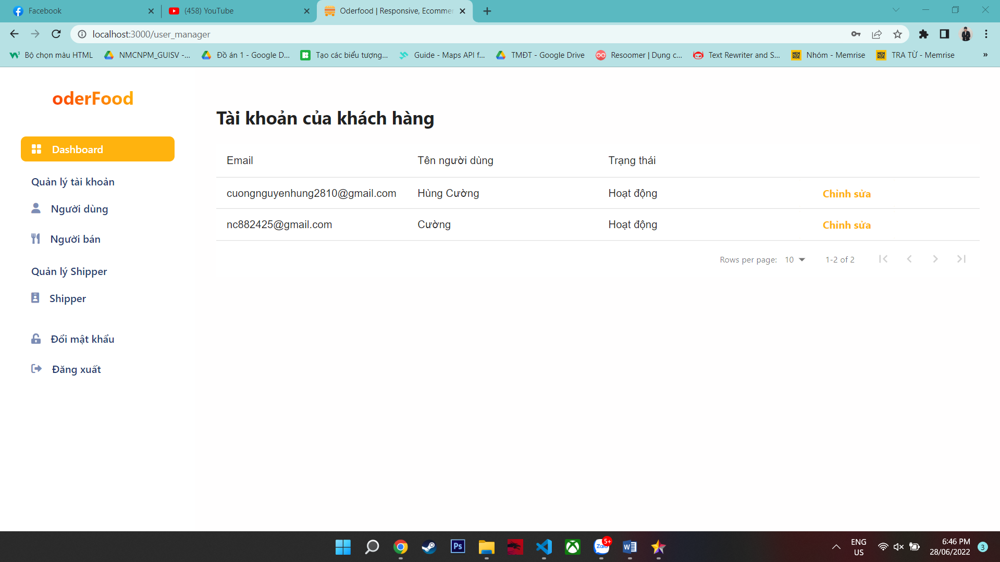 Facebook
(458) YouTube
Oderfood | Responsive, Ecommer
localhost:3000/user_manager
Bộ chọn màu HTML
NMCNPM_GUISV -...
Đồ án 1 - Google D...
Tạo các biểu tượng...
Guide - Maps API f...
TMĐT - Google Drive
Resoomer | Dụng c...
Text Rewriter and S...
Nhóm - Memrise
TRA TỪ - Memrise
»
oderFood
Dashboard
Quản lý tài khoản
Người dùng
Người bán
Quản lý Shipper
Shipper
Đổi mật khẩu
Đăng xuất
Tài khoản của khách hàng
Email Tên người dùng Trạng thái
cuongnguyenhung2810@gmail.com Hùng Cường Hoạt động Chỉnh sửa
nc882425@gmail.com Cường Hoạt động Chỉnh sửa
Rows per page: 10 1-2 of 2
Ps
Zalo
5+
W
ENG
US
6:46 PM
28/06/2022
3